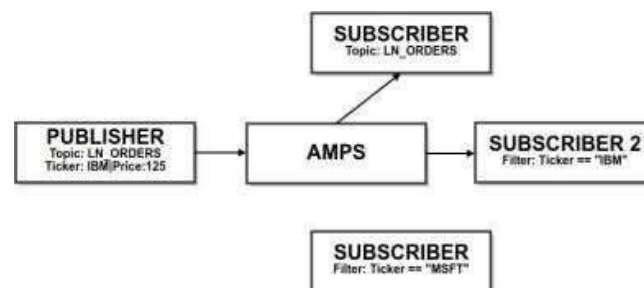 SUBSCRIBER
Topic: LN_ORDERS
PUBLISHER
Topic: LN_ORDERS
Ticker: IBM|Price:125
AMPS
SUBSCRIBER 2
Filter: Ticker == "IBM"
SUBSCRIBER
Filter: Ticker == "MSFT"